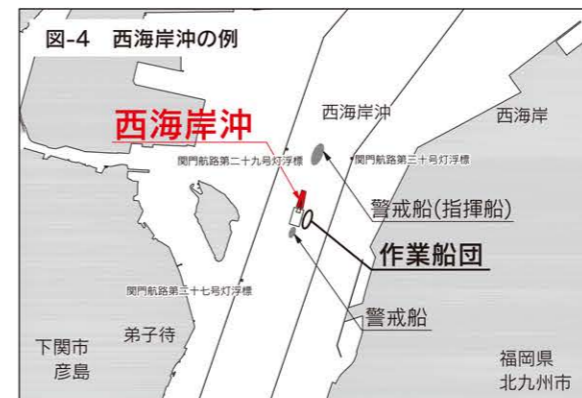 図-4 西海岸沖の例
西海岸沖
西海岸沖
西海岸
関門航路第二十九号灯浮標
関門航路第三十号灯浮標
警戒船(指揮船)
作業船団
関門航路第二十七号灯浮標
警戒船
弟子待
下関市
彦島
福岡県
北九州市